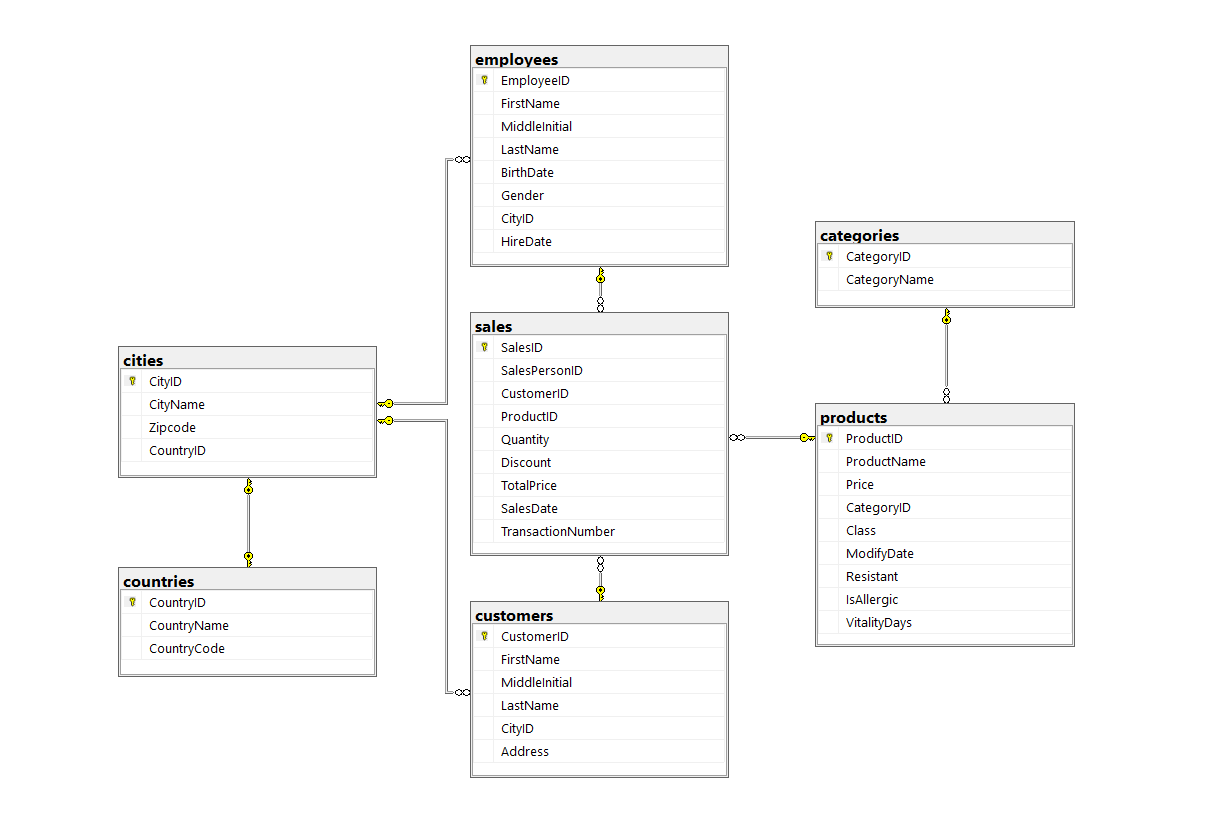 employees
EmployeeID
FirstName
MiddleInitial
LastName
BirthDate
Gender
CityID
HireDate
categories
CategoryID
CategoryName
sales
SalesID
SalesPersonID
CustomerID
ProductID
Quantity
Discount
TotalPrice
SalesDate
TransactionNumber
cities
CityID
CityName
Zipcode
CountryID
products
ProductID
ProductName
Price
CategoryID
Class
ModifyDate
Resistant
IsAllergic
VitalityDays
countries
CountryID
CountryName
CountryCode
customers
CustomerID
FirstName
MiddleInitial
LastName
CityID
Address